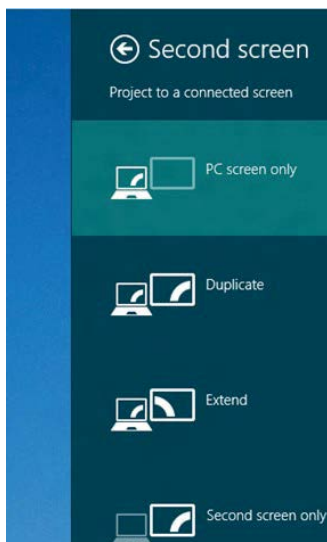 Second screen
Project to a connected screen
PC screen only
Duplicate
Extend
Second screen only